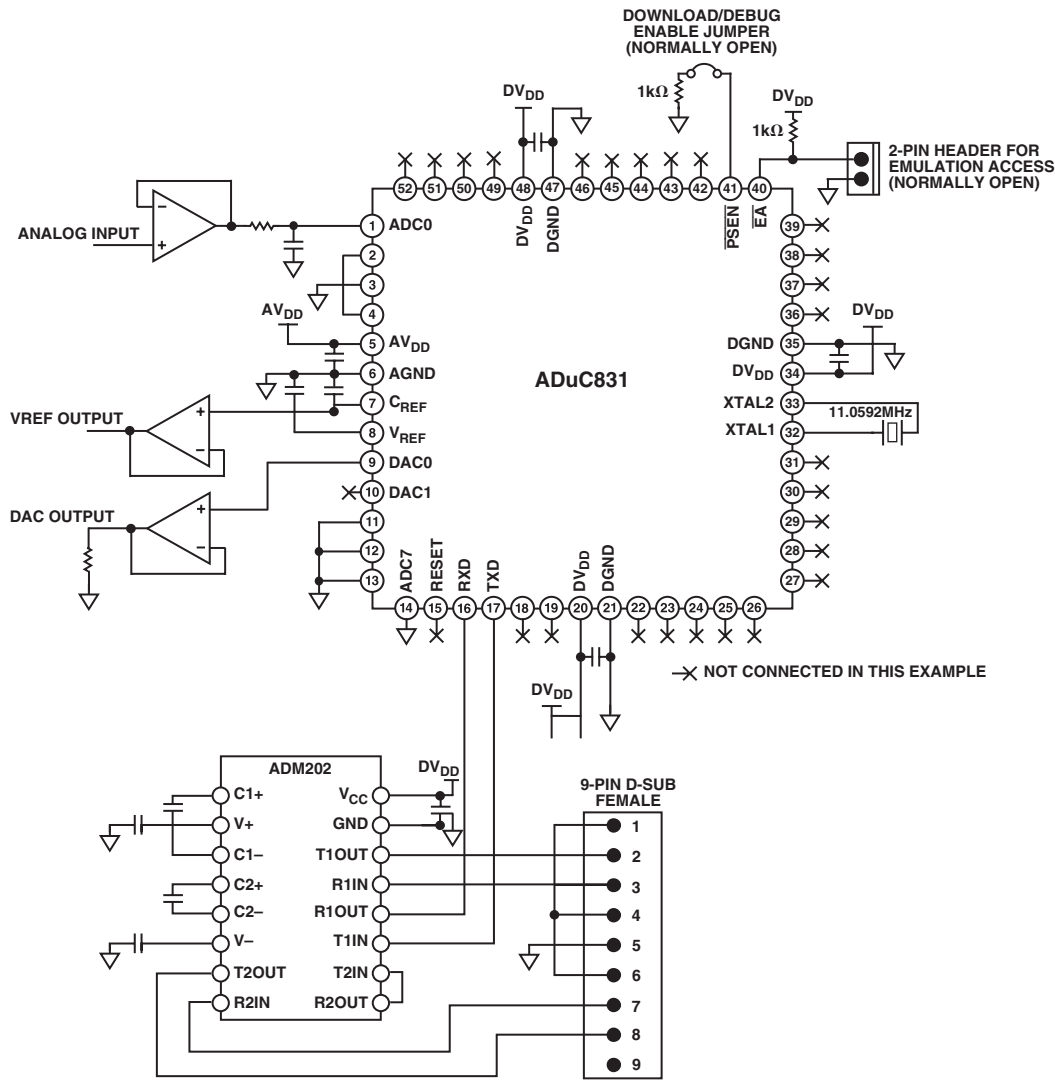 DOWNLOAD/DEBUG
ENABLE JUMPER
(NORMALLY OPEN)
1kΩ
DVDD
1kΩ
2-PIN HEADER FOR
EMULATION ACCESS
(NORMALLY OPEN)
DVDD
52 51 50 49 48 47 46 45 44 43 42 41 40
DVDD
DGND
PSEN
EA
ANALOG INPUT
1 ADC0
2
3
4
AVDD
5 AVDD
6 AGND
7 CREF
8 VREF
VREF OUTPUT
9 DAC0
10 DAC1
DAC OUTPUT
11
12
13
ADuC831
39
38
37
36
DVDD
DGND 35
DVDD 34
XTAL2 33
11.0592MHz
XTAL1 32
31
30
29
28
27
ADC7
RESET
RXD
TXD
DVDD
DGND
14 15 16 17 18 19 20 21 22 23 24 25 26
NOT CONNECTED IN THIS EXAMPLE
DVDD
ADM202
C1+
V+
C1–
C2+
C2–
V–
T2OUT
R2IN
VCC
GND
T1OUT
R1IN
R1OUT
T1IN
T2IN
R2OUT
DVDD
9-PIN D-SUB
FEMALE
1
2
3
4
5
6
7
8
9